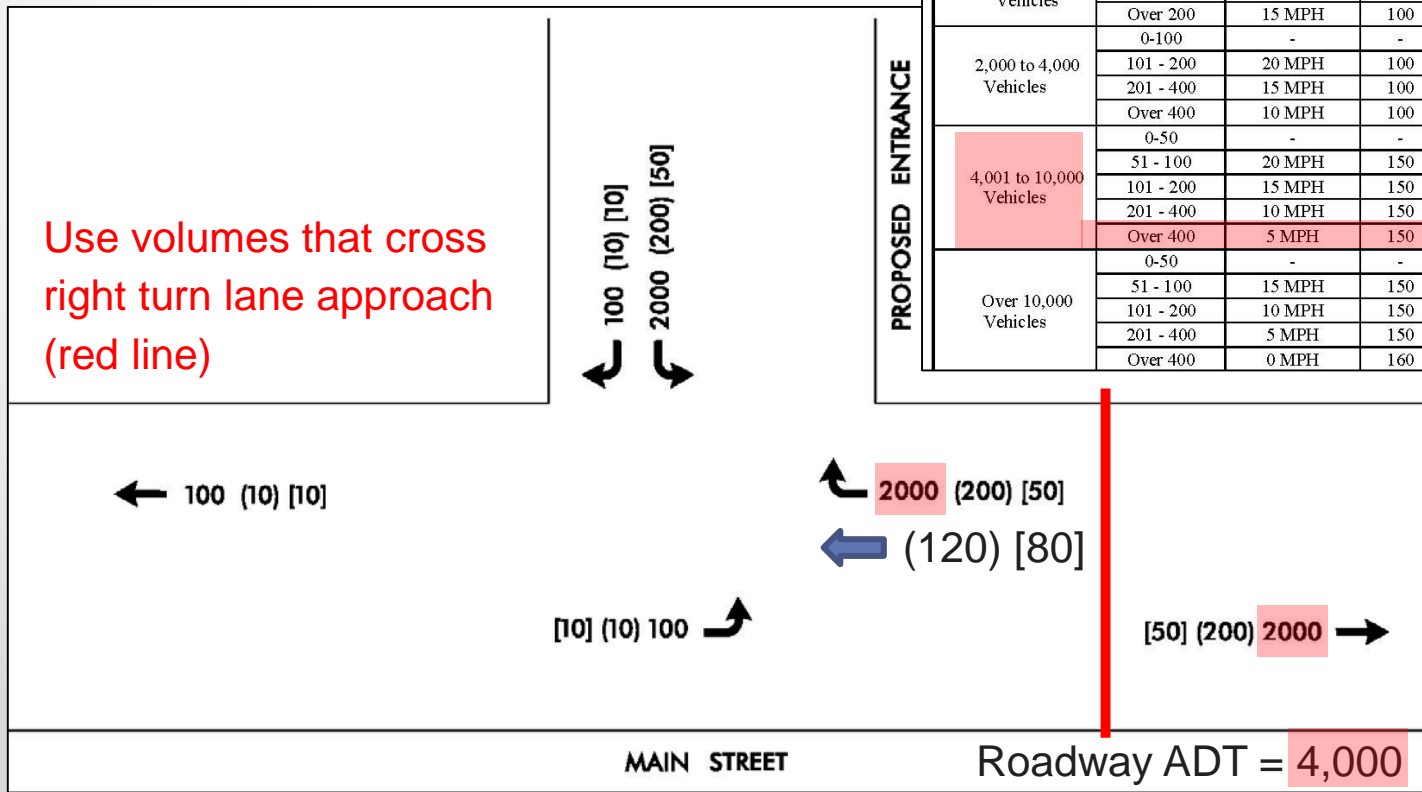 Vehicles
Over 200 15 MPH 100
0-100 - -
2,000 to 4,000 Vehicles 101 - 200 20 MPH 100
201 - 400 15 MPH 100
Over 400 10 MPH 100
0-50 - -
51 - 100 20 MPH 150
4,001 to 10,000 Vehicles 101 - 200 15 MPH 150
201 - 400 10 MPH 150
Over 400 5 MPH 150
0-50 - -
51 - 100 15 MPH 150
Over 10,000 Vehicles 101 - 200 10 MPH 150
201 - 400 5 MPH 150
Over 400 0 MPH 160
PROPOSED ENTRANCE
100 (10) [10]
2000 (200) [50]
Use volumes that cross
right turn lane approach
(red line)
100 (10) [10]
2000 (200) [50]
(120) [80]
[10] (10) 100
[50] (200) 2000
MAIN STREET
Roadway ADT = 4,000